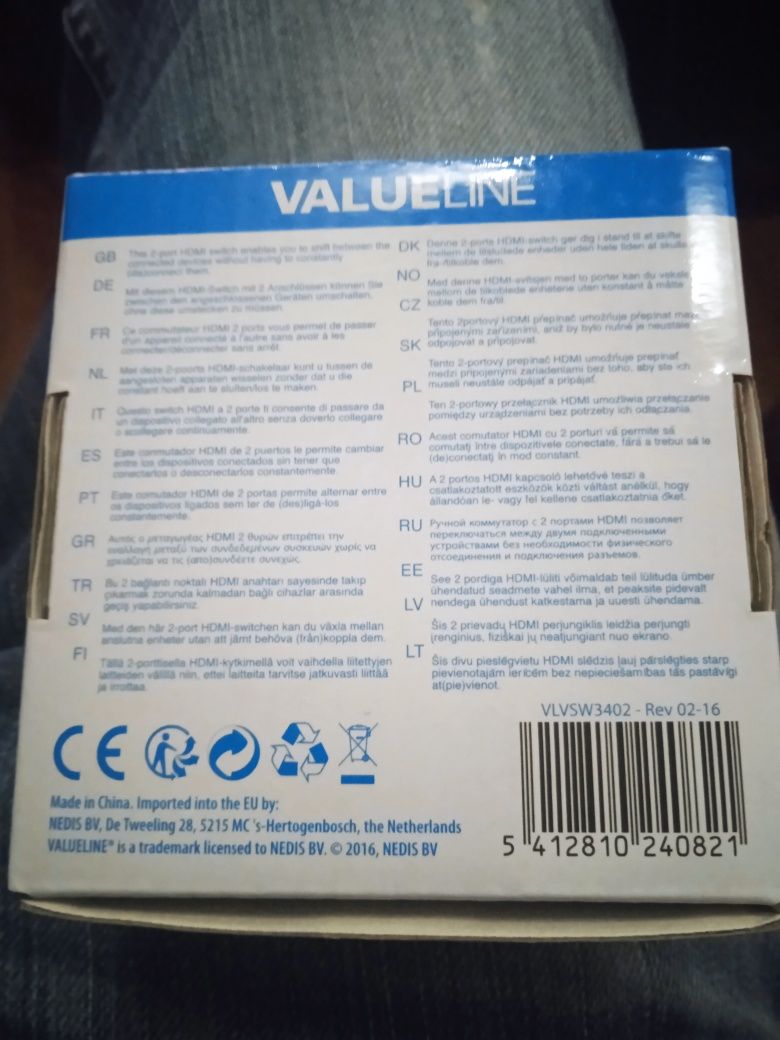 VALUELINE
GB
This 2-port HDMI switch enables you to shift between the
connected devices without having to constantly
(dis)connect them.
DE
Mit diesem HDMI-Switch mit 2 Anschlüssen können Sie
zwischen den angeschlossenen Geräten umschalten,
ohne diese umstecken zu müssen.
FR
Ce commutateur HDMI 2 ports vous permet de passer
d'un appareil connecté à l'autre sans avoir à les
connecter/déconnecter sans arrêt.
NL
Met deze 2-poorts HDMI-schakelaar kunt u tussen de
aangesloten apparaten wisselen zonder dat u die
constant hoeft aan te sluiten/los te maken.
IT
Questo switch HDMI a 2 porte ti consente di passare da
un dispositivo collegato all'altro senza doverlo collegare
o scollegare continuamente.
ES
Este conmutador HDMI de 2 puertos le permite cambiar
entre los dispositivos conectados sin tener que
conectarlos o desconectarlos constantemente.
PT
Este comutador HDMI de 2 portas permite alternar entre
os dispositivos ligados sem ter de (des)ligá-los
constantemente.
GR
Αυτός ο μεταγωγέας HDMI 2 θυρών επιτρέπει την
εναλλαγή μεταξύ των συνδεδεμένων συσκευών χωρίς να
χρειάζεται να τις (απο)συνδέετε συνεχώς.
TR
Bu 2 bağlantı noktalı HDMI anahtarı sayesinde takıp
çıkarmak zorunda kalmadan bağlı cihazlar arasında
geçiş yapabilirsiniz.
SV
Med den här 2-port HDMI-switchen kan du växla mellan
anslutna enheter utan att jämt behöva (från)koppla dem.
FI
Tällä 2-porttisella HDMI-kytkimellä voit vaihdella liitettyjen
laitteiden välillä niin, ettei laitteita tarvitse jatkuvasti liittää
ja irrottaa.
DK
Denne 2-ports HDMI-switch gør dig i stand til at skifte
mellem de tilsluttede enheder uden hele tiden at skulle
fra-/tilkoble dem.
NO
Med denne HDMI-svitsjen med to porter kan du veksle
mellom de tilkoblede enhetene uten konstant å måtte
koble dem fra/til.
CZ
Tento 2portový HDMI přepínač umožňuje přepínat mezi
připojenými zařízeními, aniž by bylo nutné je neustále
odpojovat a připojovat.
SK
Tento 2-portový prepínač HDMI umožňuje prepínať
medzi pripojenými zariadeniami bez toho, aby ste ich
museli neustále odpájať a pripájať.
PL
Ten 2-portowy przełącznik HDMI umożliwia przełączanie
pomiędzy urządzeniami bez potrzeby ich odłączania.
RO
Acest comutator HDMI cu 2 porturi vă permite să
comutați între dispozitivele conectate, fără a trebui să le
(de)conectați în mod constant.
HU
A 2 portos HDMI kapcsoló lehetővé teszi a
csatlakoztatott eszközök közti váltást anélkül, hogy
állandóan le- vagy fel kellene csatlakoztatnia őket.
RU
Ручной коммутатор с 2 портами HDMI позволяет
переключаться между двумя подключенными
устройствами без необходимости физического
отсоединения и подключения разъемов.
EE
See 2 pordiga HDMI-lüliti võimaldab teil lülituda ümber
ühendatud seadmete vahel ilma, et peaksite pidevalt
nendega ühendust katkestama ja uuesti ühendama.
LV
Šis 2 prievadų HDMI perjungiklis leidžia perjungti
įrenginius, fiziškai jų neatjungiant nuo ekrano.
LT
Šis divu pieslēgvietu HDMI slēdzis ļauj pārslēgties starp
pievienotajām ierīcēm bez nepieciešamības tās pastāvīgi
at(pie)vienot.
CE
VLVSW3402 - Rev 02-16
Made in China. Imported into the EU by:
NEDIS BV, De Tweeling 28, 5215 MC 's-Hertogenbosch, the Netherlands
VALUELINE® is a trademark licensed to NEDIS BV. © 2016, NEDIS BV
5 412810 240821